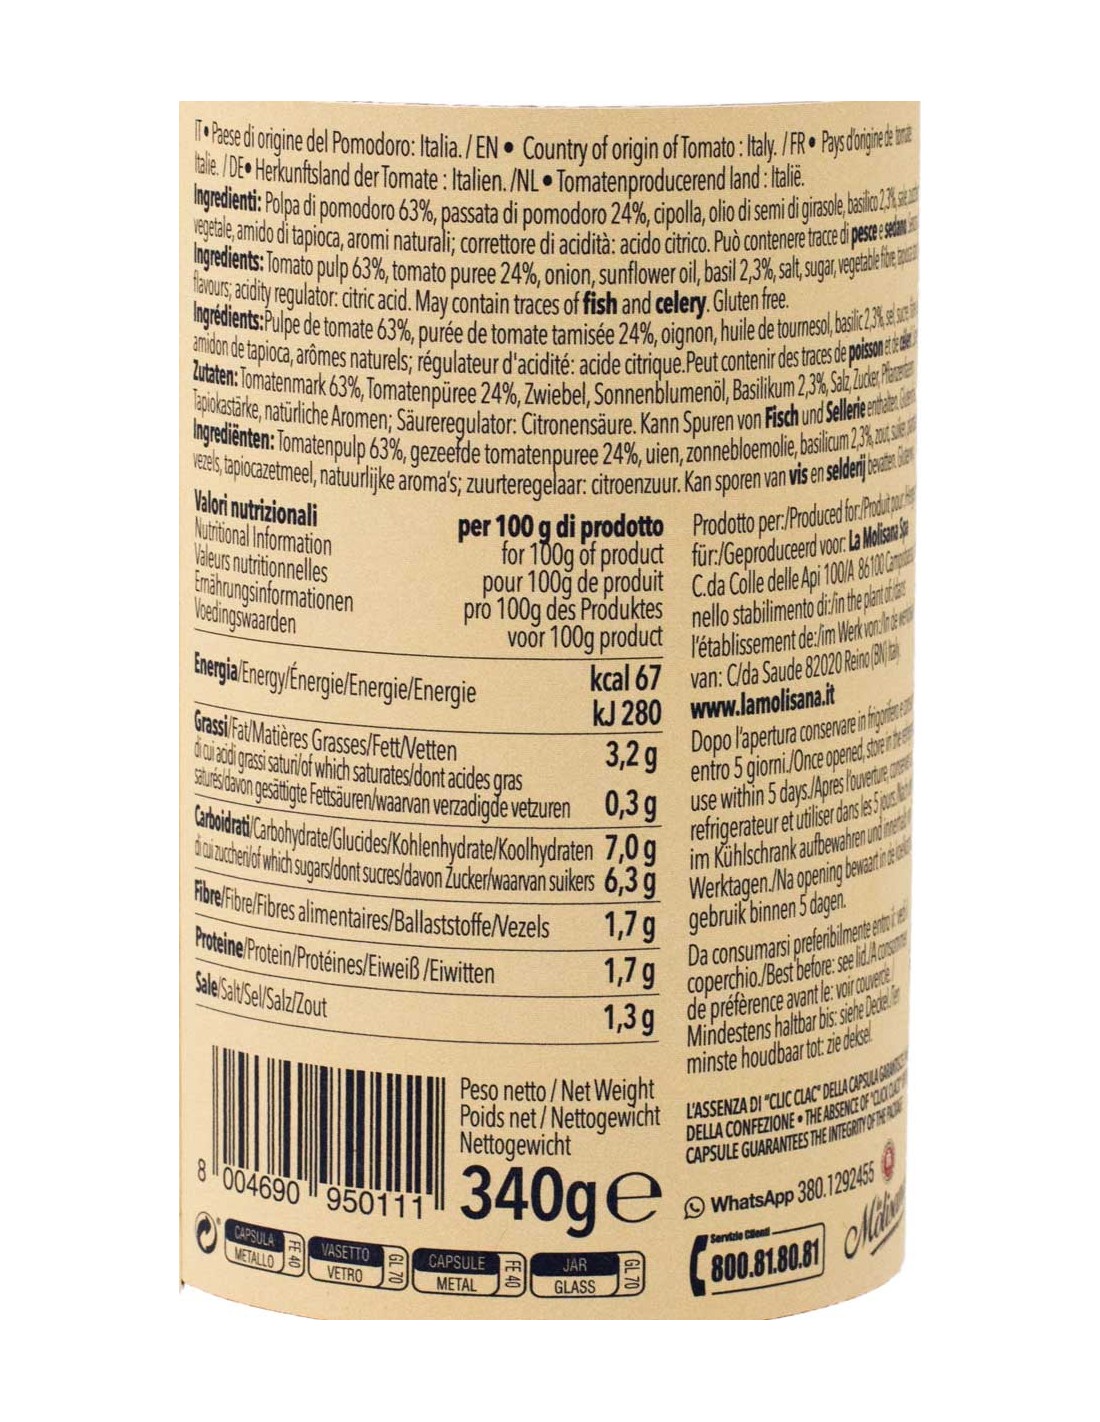 IT • Paese di origine del Pomodoro: Italia. / EN • Country of origin of Tomato : Italy. / FR • Pays d'origine de tomate
Italie. / DE • Herkunftsland der Tomate : Italien. /NL • Tomatenproducerend land : Italië.
Ingredienti: Polpa di pomodoro 63%, passata di pomodoro 24%, cipolla, olio di semi di girasole, basilico 2,3%, sale,
vegetale, amido di tapioca, aromi naturali; correttore di acidità: acido citrico. Può contenere tracce di pesce e sedano.
Ingredients: Tomato pulp 63%, tomato puree 24%, onion, sunflower oil, basil 2,3%, salt, sugar, vegetable fibre, tapioca
flavours; acidity regulator: citric acid. May contain traces of fish and celery. Gluten free.
Ingrédients: Pulpe de tomate 63%, purée de tomate tamisée 24%, oignon, huile de tournesol, basilic 2,3%, sel, sucre,
amidon de tapioca, arômes naturels; régulateur d'acidité: acide citrique.Peut contenir des traces de poisson et de
Zutaten: Tomatenmark 63%, Tomatenpüree 24%, Zwiebel, Sonnenblumenöl, Basilikum 2,3%, Salz, Zucker,
Tapiokastärke, natürliche Aromen; Säureregulator: Citronensäure. Kann Spuren von Fisch und Sellerie enthalten.
Ingrediënten: Tomatenpulp 63%, gezeefde tomatenpuree 24%, uien, zonnebloemolie, basilicum 2,3%, zout, suiker,
vezels, tapiocazetmeel, natuurlijke aroma's; zuurteregelaar: citroenzuur. Kan sporen van vis en selderij bevatten.
Valori nutrizionali
Nutritional Information
Valeurs nutritionnelles
Ernährungsinformationen
Voedingswaarden
per 100 g di prodotto
for 100g of product
pour 100g de produit
pro 100g des Produktes
voor 100g product
Energia/Energy/Énergie/Energie/Energie kcal 67
kJ 280
Grassi/Fat/Matières Grasses/Fett/Vetten 3,2 g
di cui acidi grassi saturi/of which saturates/dont acides gras
saturés/davon gesättigte Fettsäuren/waarvan verzadigde vetzuren 0,3 g
Carboidrati/Carbohydrate/Glucides/Kohlenhydrate/Koolhydraten 7,0 g
di cui zuccheri/of which sugars/dont sucres/davon Zucker/waarvan suikers 6,3 g
Fibre/Fibre/Fibres alimentaires/Ballaststoffe/Vezels 1,7 g
Proteine/Protein/Protéines/Eiweiß /Eiwitten 1,7 g
Sale/Salt/Sel/Salz/Zout 1,3 g
Prodotto per:/Produced for:/Produit pour:
für:/Geproduceerd voor: La Molisana Spa
C.da Colle delle Api 100/A 86100
nello stabilimento di:/in the plant of:/dans
l'établissement de:/im Werk von:/In de
van: C/da Saude 82020 Reino (BN) Italy.
www.lamolisana.it
Dopo l'apertura conservare in frigorifero e
entro 5 giorni./Once opened, store in the
use within 5 days./Apres l'ouverture,
refrigerateur et utiliser dans les 5 jours.
im Kühlschrank aufbewahren und
Werktagen./Na opening bewaart in de
gebruik binnen 5 dagen.
Da consumarsi preferibilmente entro il:
coperchio./Best before: see lid./A
de préfèrence avant le: voir couvercle/
Mindestens haltbar bis: siehe Deckel./
minste houdbaar tot: zie deksel.
L'ASSENZA DI "CLIC CLAC" DELLA CAPSULA
DELLA CONFEZIONE • THE ABSENCE OF "CLICK CLACK"
CAPSULE GUARANTEES THE INTEGRITY OF THE
8 004690 950111
Peso netto / Net Weight
Poids net / Nettogewicht
Nettogewicht
340g e
WhatsApp 380.1292455
Servizio Clienti
800.81.80.81
CAPSULA
METALLO
FE 40
VASETTO
VETRO
GL 70
CAPSULE
METAL
FE 40
JAR
GLASS
GL 70